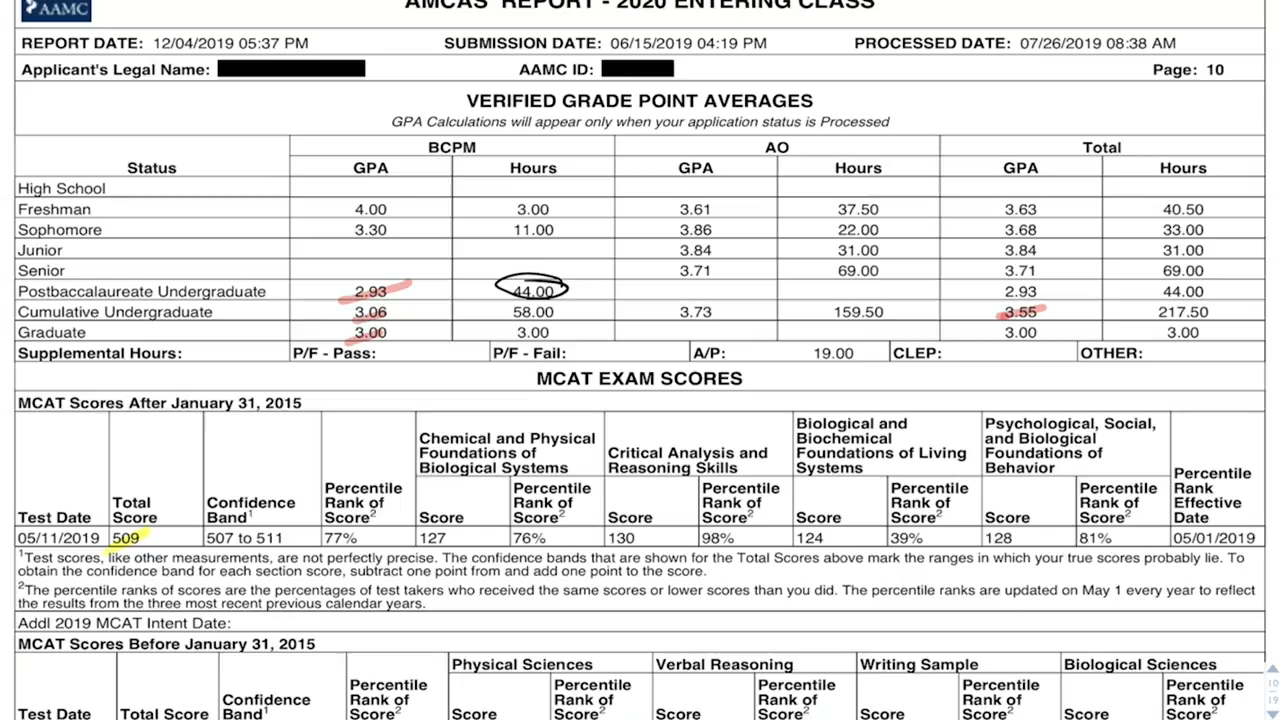 AAMC
AMCAS® REPORT - 2020 ENTERING CLASS
REPORT DATE: 12/04/2019 05:37 PM SUBMISSION DATE: 06/15/2019 04:19 PM PROCESSED DATE: 07/26/2019 08:38 AM
Applicant's Legal Name: AAMC ID: Page: 10
VERIFIED GRADE POINT AVERAGES
GPA Calculations will appear only when your application status is Processed
BCPM AO Total
Status GPA Hours GPA Hours GPA Hours
High School
Freshman 4.00 3.00 3.61 37.50 3.63 40.50
Sophomore 3.30 11.00 3.86 22.00 3.68 33.00
Junior 3.84 31.00 3.84 31.00
Senior 3.71 69.00 3.71 69.00
Postbaccalaureate Undergraduate 2.93 44.00 2.93 44.00
Cumulative Undergraduate 3.06 58.00 3.73 159.50 3.55 217.50
Graduate 3.00 3.00 3.00 3.00
Supplemental Hours: P/F - Pass: P/F - Fail: A/P: 19.00 CLEP: OTHER:
MCAT EXAM SCORES
MCAT Scores After January 31, 2015
Biological and Psychological, Social,
Chemical and Physical Biochemical and Biological
Foundations of Critical Analysis and Foundations of Living Foundations of
Biological Systems Reasoning Skills Systems Behavior Percentile
Percentile Percentile Percentile Percentile Percentile Rank
Total Confidence Rank of Rank of Rank of Rank of Rank of Effective
Test Date Score Band1 Score2 Score Score2 Score Score2 Score Score2 Score Score2 Date
05/11/2019 509 507 to 511 77% 127 76% 130 98% 124 39% 128 81% 05/01/2019
1Test scores, like other measurements, are not perfectly precise. The confidence bands that are shown for the Total Scores above mark the ranges in which your true scores probably lie. To
obtain the confidence band for each section score, subtract one point from and add one point to the score.
2The percentile ranks of scores are the percentages of test takers who received the same scores or lower scores than you did. The percentile ranks are updated on May 1 every year to reflect
the results from the three most recent previous calendar years.
Addl 2019 MCAT Intent Date:
MCAT Scores Before January 31, 2015
Physical Sciences Verbal Reasoning Writing Sample Biological Sciences
Percentile Percentile Percentile Percentile Percentile
Confidence Rank of Rank of Rank of Rank of Rank of
Test Date Total Score Band1 Score2 Score Score2 Score Score2 Score Score2 Score Score2
10
19